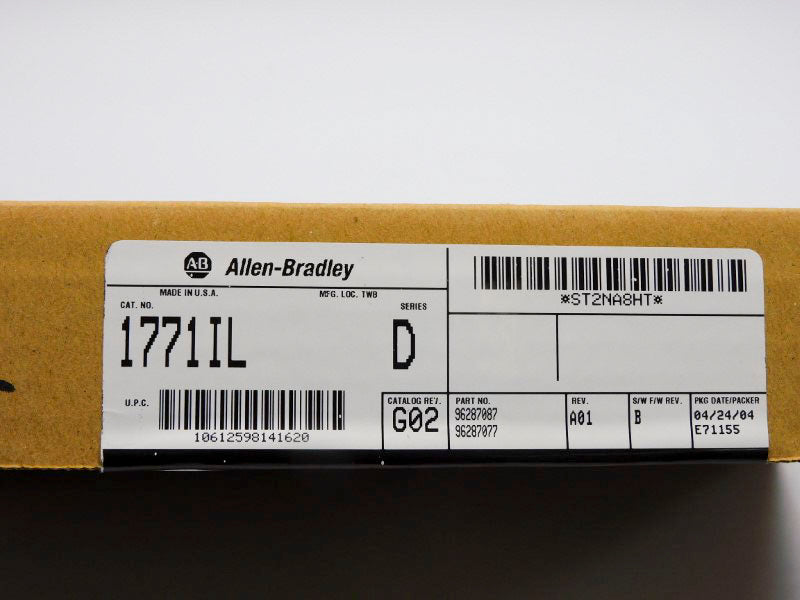 AB Allen-Bradley
MADE IN U.S.A. MFG. LOC. TWB
CAT. NO. SERIES
1771IL D
U.P.C.
10612598141620
CATALOG REV.
G02
*ST2NA8HT*
PART NO.
96287087
96287077
REV.
A01
S/W F/W REV.
B
PKG DATE/PACKER
04/24/04
E71155